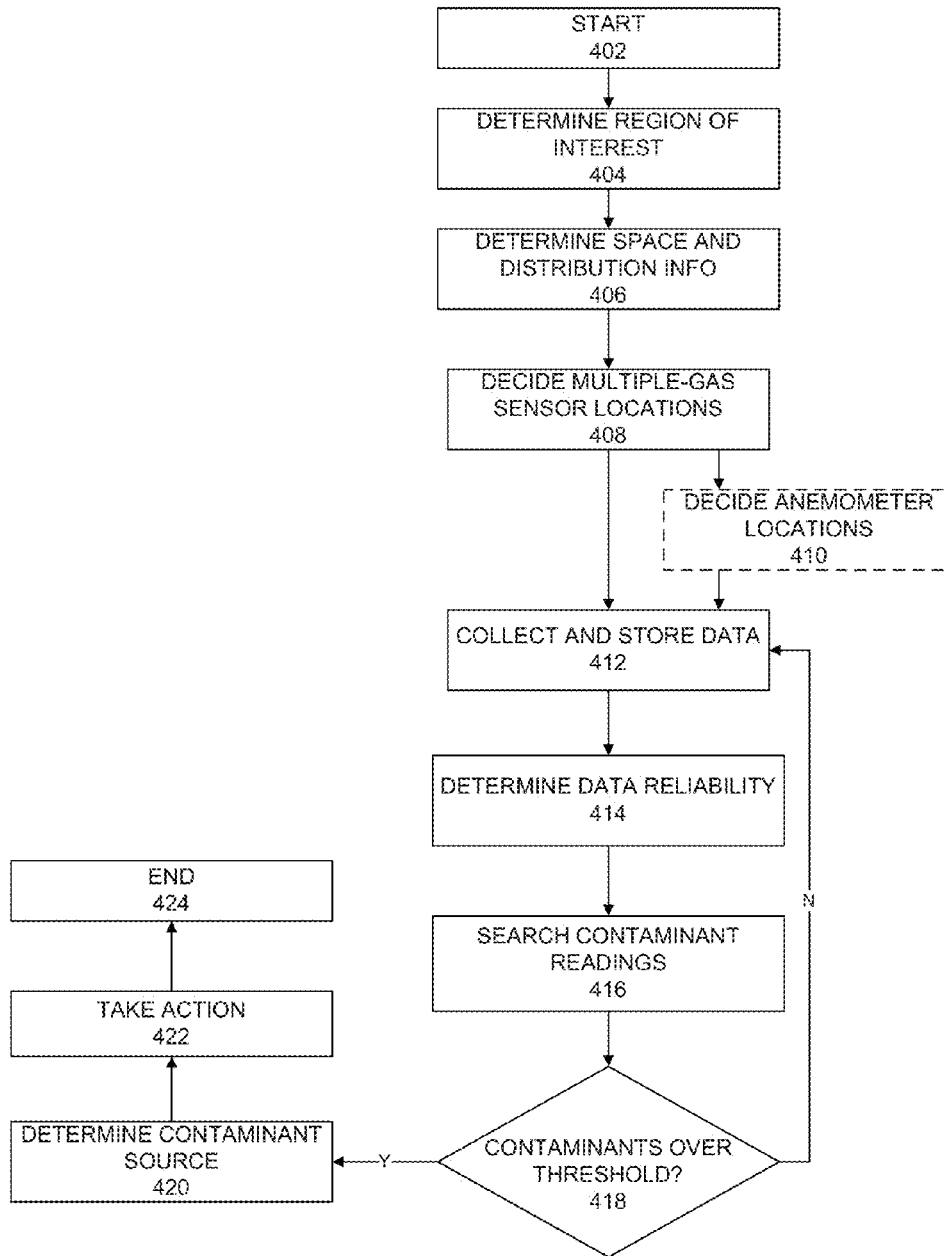 START
402
DETERMINE REGION OF
INTEREST
404
DETERMINE SPACE AND
DISTRIBUTION INFO
406
DECIDE MULTIPLE-GAS
SENSOR LOCATIONS
408
DECIDE ANEMOMETER
LOCATIONS
410
COLLECT AND STORE DATA
412
DETERMINE DATA RELIABILITY
414
SEARCH CONTAMINANT
READINGS
416
CONTAMINANTS OVER
THRESHOLD?
418
N
Y
DETERMINE CONTAMINANT
SOURCE
420
TAKE ACTION
422
END
424